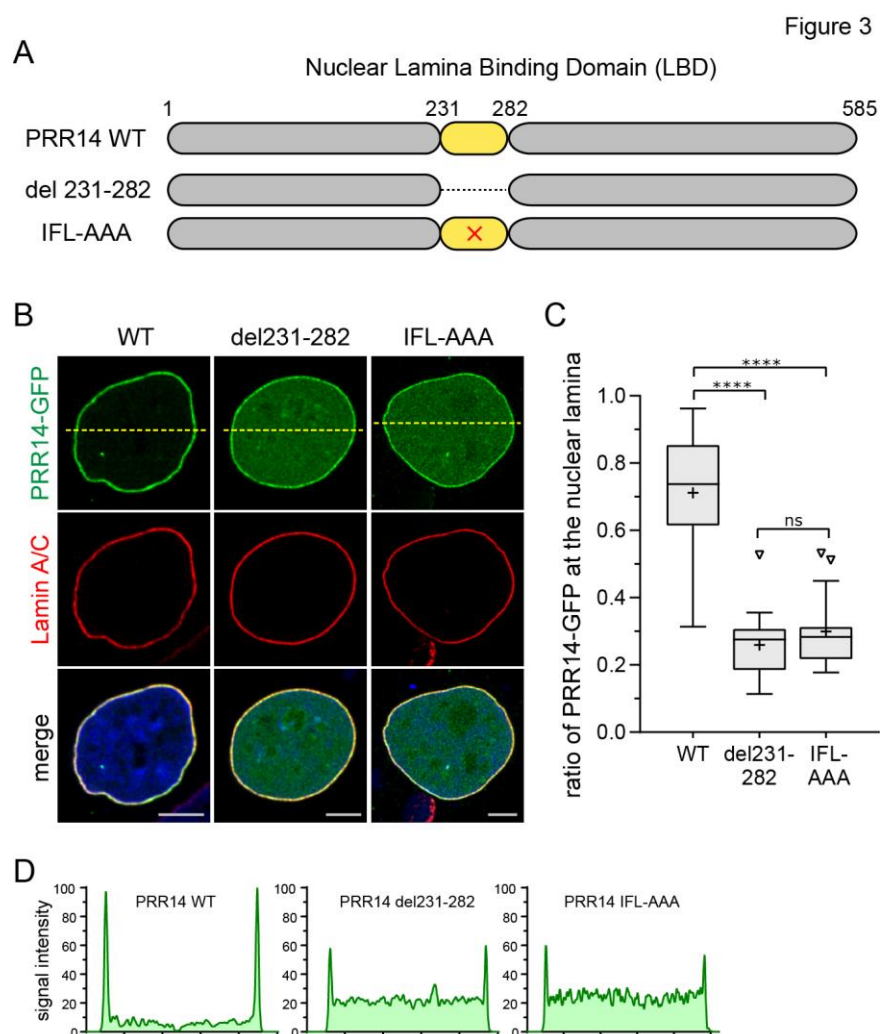 Figure 3
A
Nuclear Lamina Binding Domain (LBD)
1 231 282 585
PRR14 WT
del 231-282
IFL-AAA
B
WT del231-282 IFL-AAA
PRR14-GFP
Lamin A/C
merge
C
ratio of PRR14-GFP at the nuclear lamina
****
****
ns
1.0
0.8
0.6
0.4
0.2
0.0
WT del231-282 IFL-AAA
D
signal intensity
PRR14 WT
100
80
60
40
20
0
PRR14 del231-282
100
80
60
40
20
0
PRR14 IFL-AAA
100
80
60
40
20
0